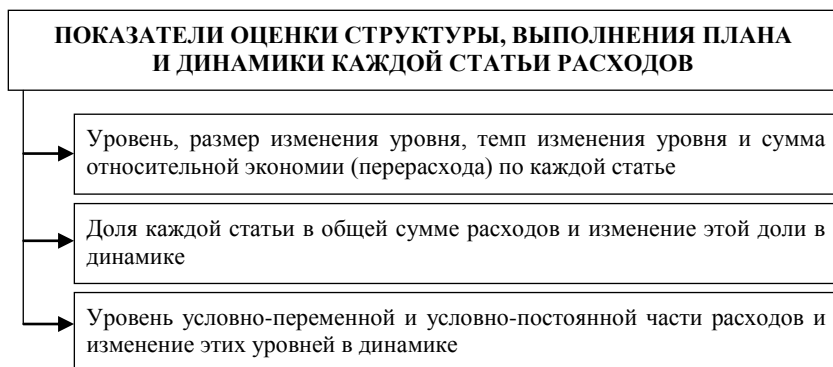 ПОКАЗАТЕЛИ ОЦЕНКИ СТРУКТУРЫ, ВЫПОЛНЕНИЯ ПЛАНА
И ДИНАМИКИ КАЖДОЙ СТАТЬИ РАСХОДОВ
Уровень, размер изменения уровня, темп изменения уровня и сумма
относительной экономии (перерасхода) по каждой статье
Доля каждой статьи в общей сумме расходов и изменение этой доли в
динамике
Уровень условно-переменной и условно-постоянной части расходов и
изменение этих уровней в динамике